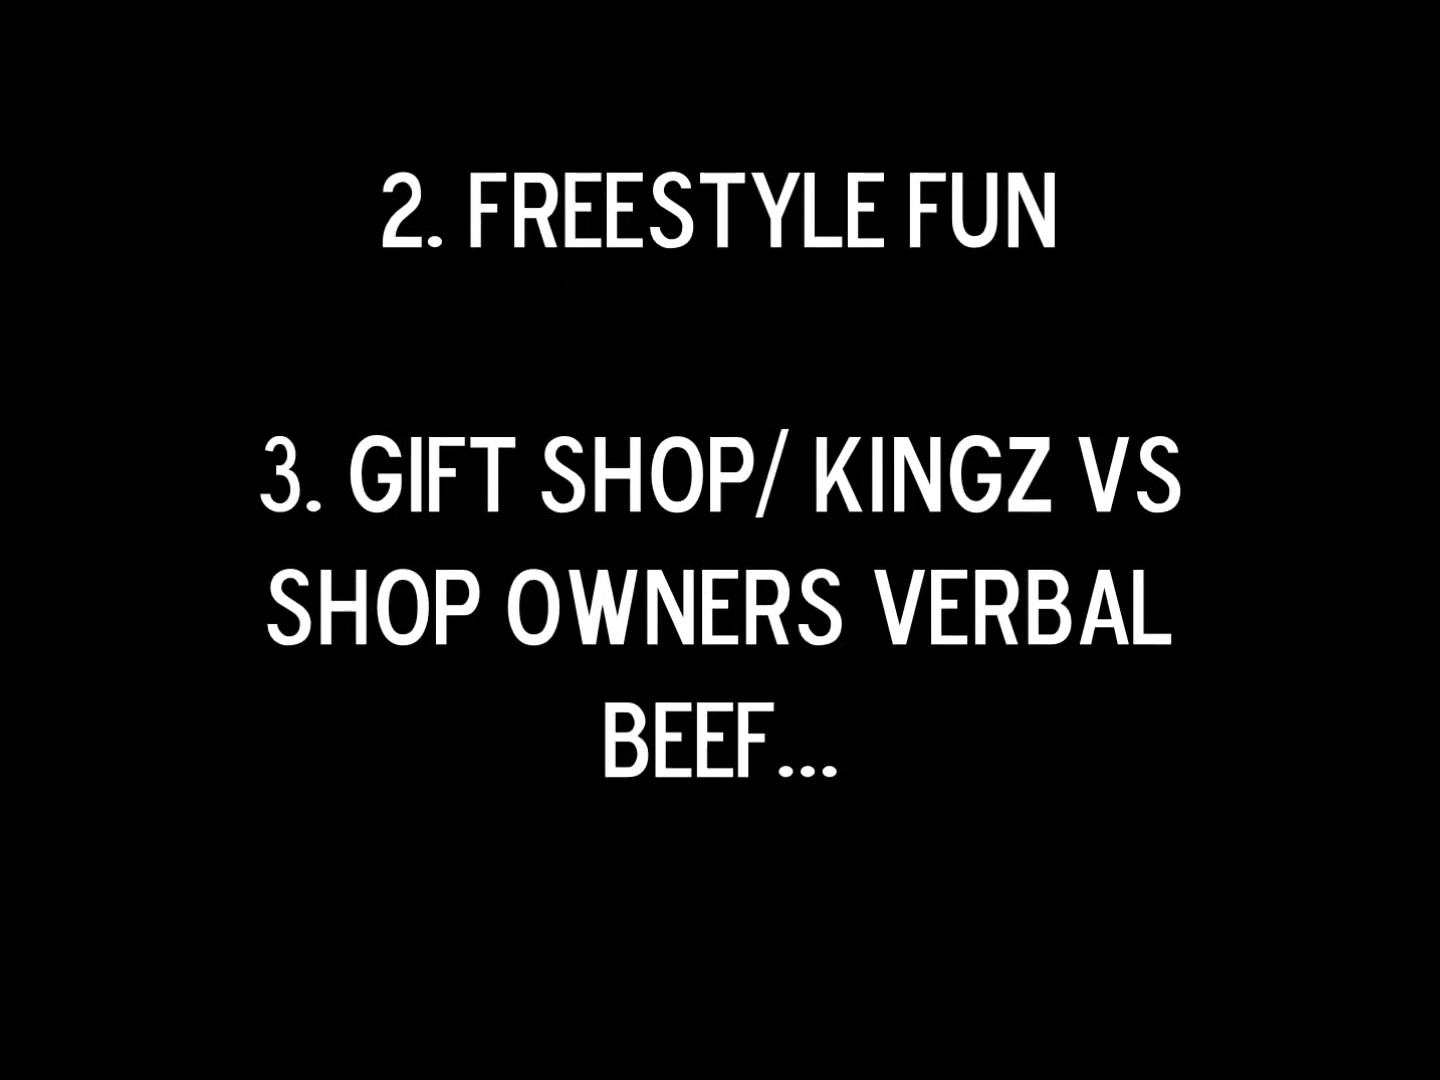 2. FREESTYLE FUN
3. GIFT SHOP/ KINGZ VS
SHOP OWNERS VERBAL
BEEF...